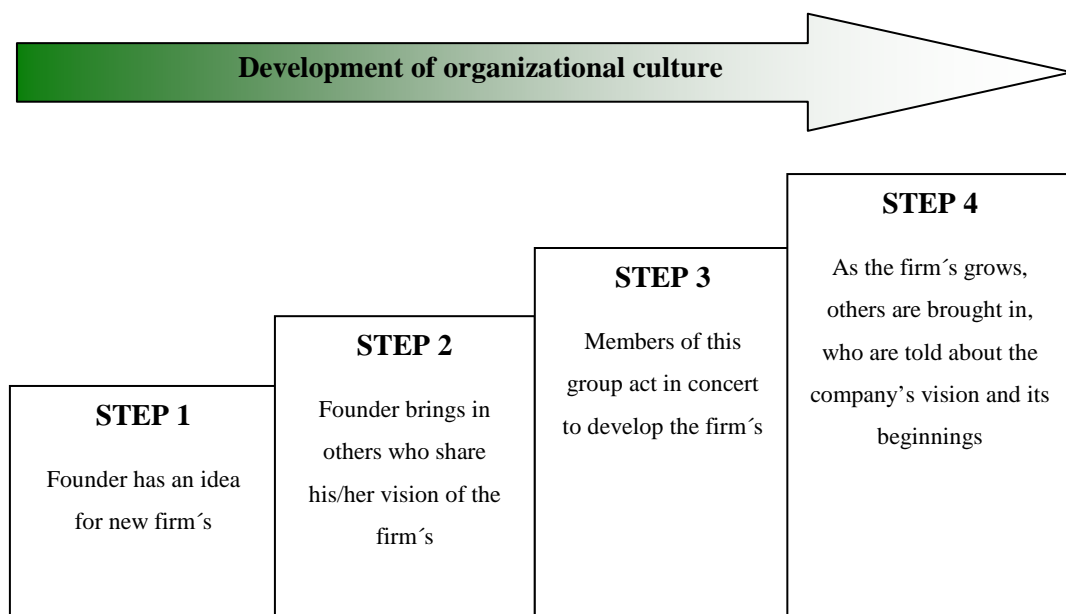 Development of organizational culture
STEP 1
Founder has an idea
for new firm´s
STEP 2
Founder brings in
others who share
his/her vision of the
firm´s
STEP 3
Members of this
group act in concert
to develop the firm´s
STEP 4
As the firm´s grows,
others are brought in,
who are told about the
company’s vision and its
beginnings